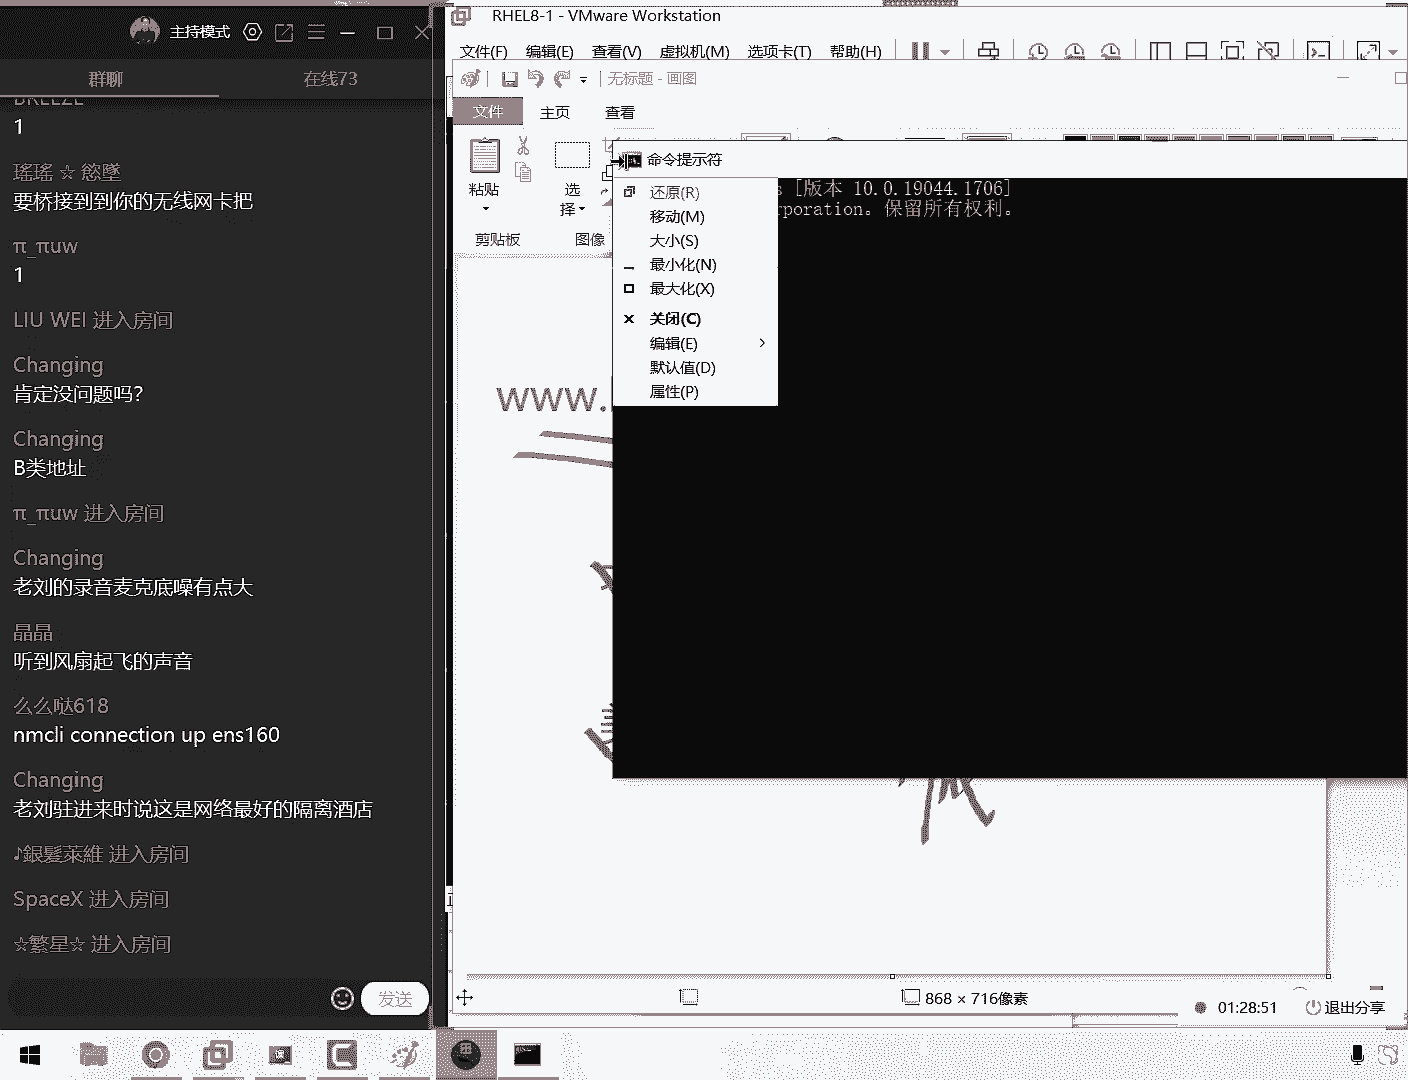 主持模式
群聊
在线73
BREEZE
1
瑤瑤 ☆ 慾墜
要桥接到到你的无线网卡把
π_πuw
1
LIU WEI 进入房间
Changing
肯定没问题吗?
Changing
B类地址
π_πuw 进入房间
Changing
老刘的录音麦克底噪有点大
晶晶
听到风扇起飞的声音
么么哒618
nmcli connection up ens160
Changing
老刘驻进来时说这是网络最好的隔离酒店
♪銀髮萊維 进入房间
SpaceX 进入房间
☆繁星☆ 进入房间
发送
RHEL8-1 - VMware Workstation
文件(F) 编辑(E) 查看(V) 虚拟机(M) 选项卡(T) 帮助(H)
无标题 - 画图
文件 主页 查看
粘贴
选
择
剪贴板
图像
命令提示符
s [版本 10.0.19044.1706]
rporation。保留所有权利。
还原(R)
移动(M)
大小(S)
最小化(N)
最大化(X)
关闭(C)
编辑(E)
默认值(D)
属性(P)
www.
868 × 716像素
01:28:51
退出分享